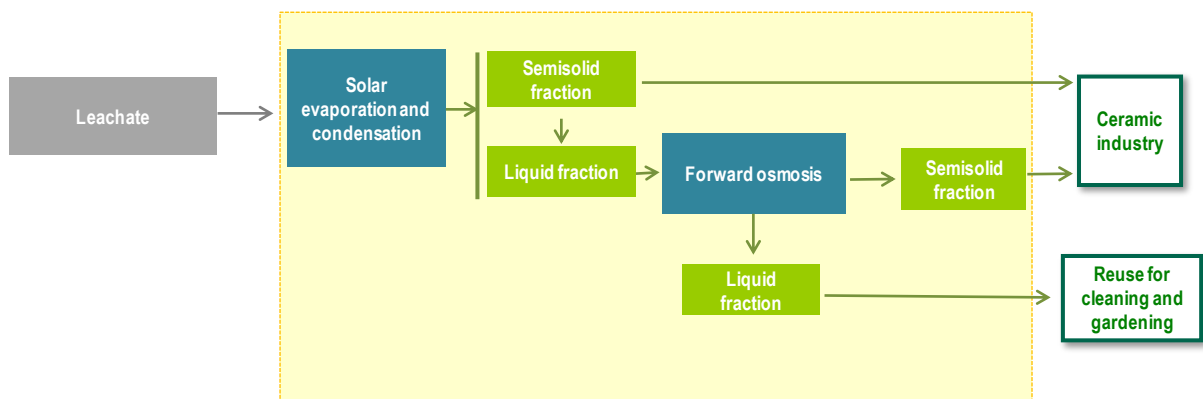 Leachate
Solar
evaporation and
condensation
Semisolid
fraction
Liquid fraction
Forward osmosis
Semisolid
fraction
Liquid
fraction
Ceramic
industry
Reuse for
cleaning and
gardening